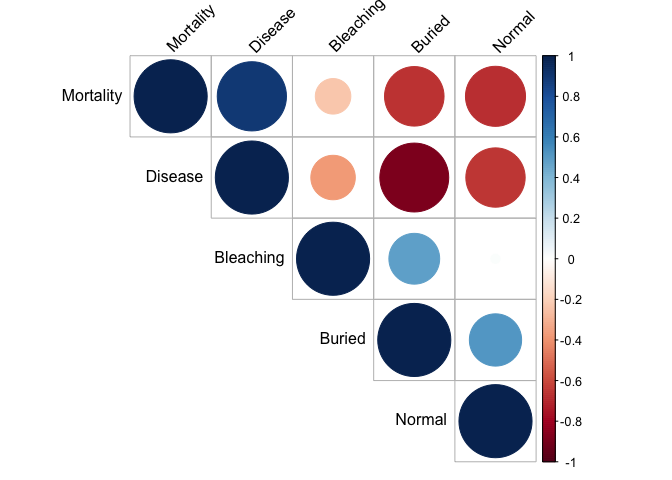 Mortality
Disease
Bleaching
Buried
Normal
Mortality
Disease
Bleaching
Buried
Normal
1
0.8
0.6
0.4
0.2
0
-0.2
-0.4
-0.6
-0.8
-1